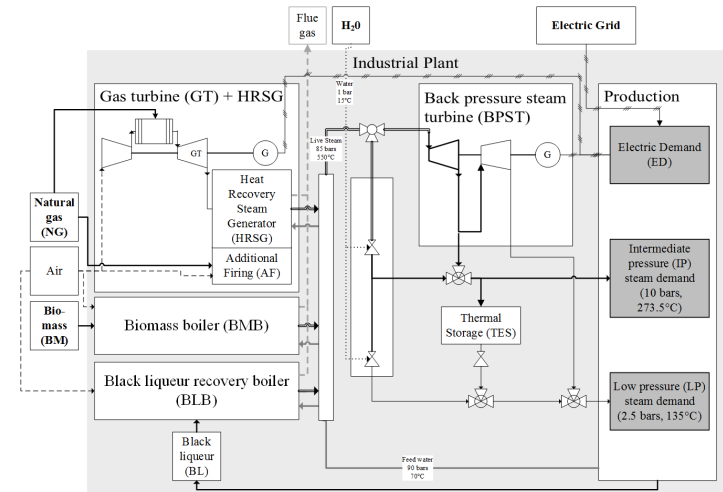 Flue
gas
H₂0
Electric Grid
Industrial Plant
Water
1 bar
15°C
Gas turbine (GT) + HRSG
GT
G
Heat
Recovery
Steam
Generator
(HRSG)
Additional
Firing (AF)
Live Steam
85 bars
550°C
Back pressure steam
turbine (BPST)
G
Production
Electric Demand
(ED)
Natural
gas
(NG)
Air
Bio-
mass
(BM)
Intermediate
pressure (IP)
steam demand
(10 bars,
273.5°C)
Biomass boiler (BMB)
Thermal
Storage (TES)
Black liqueur recovery boiler
(BLB)
Low pressure (LP)
steam demand
(2.5 bars, 135°C)
Black
liqueur
(BL)
Feed water
90 bars
70°C